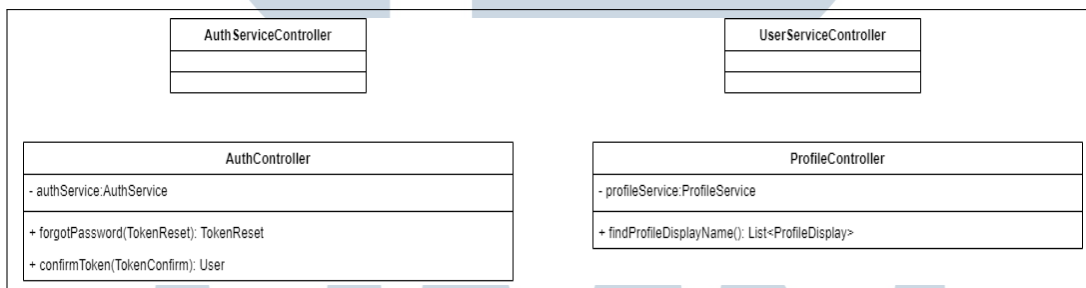 AuthServiceController
UserServiceController
AuthController
- authService:AuthService
+ forgotPassword(TokenReset): TokenReset
+ confirmToken(TokenConfirm): User
ProfileController
- profileService:ProfileService
+ findProfileDisplayName(): List<ProfileDisplay>